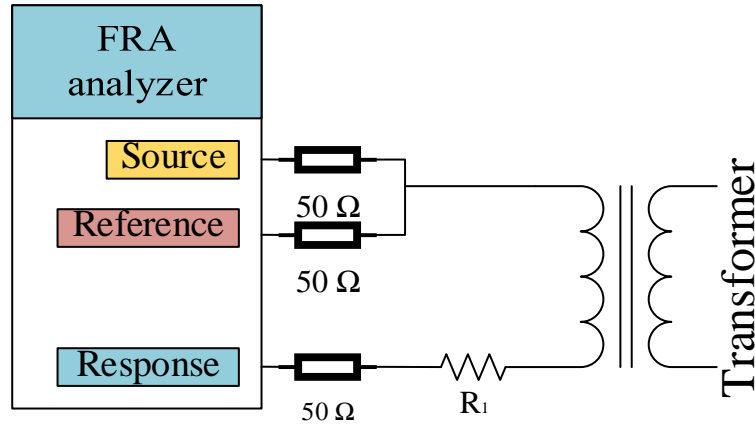 FRA
analyzer
Source
50 Ω
Reference
50 Ω
Response
50 Ω
R₁
Transformer